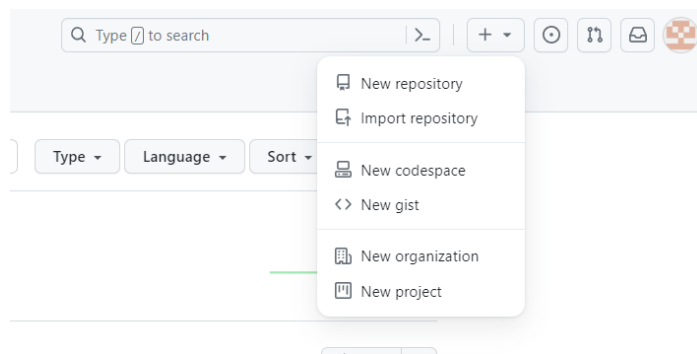 Type / to search
New repository
Import repository
Type
Language
Sort
New codespace
New gist
New organization
New project